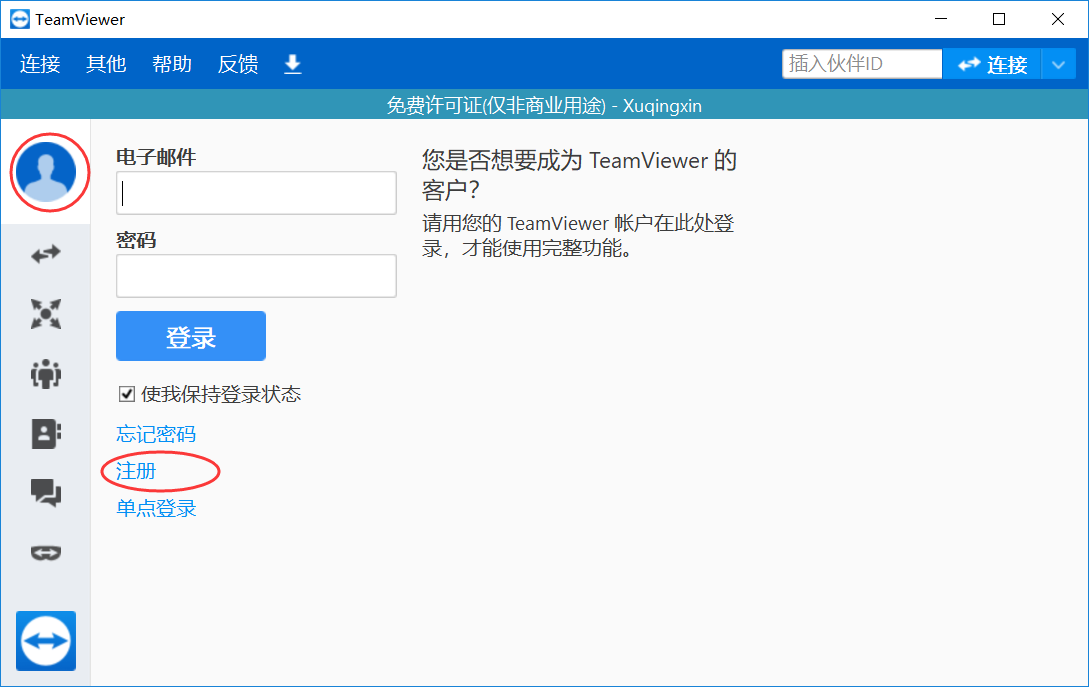 TeamViewer
连接 其他 帮助 反馈 插入伙伴ID 连接
免费许可证(仅非商业用途) - Xuqingxin
电子邮件
密码
登录
使我保持登录状态
忘记密码
注册
单点登录
您是否想要成为 TeamViewer 的
客户?
请用您的 TeamViewer 帐户在此处登
录，才能使用完整功能。